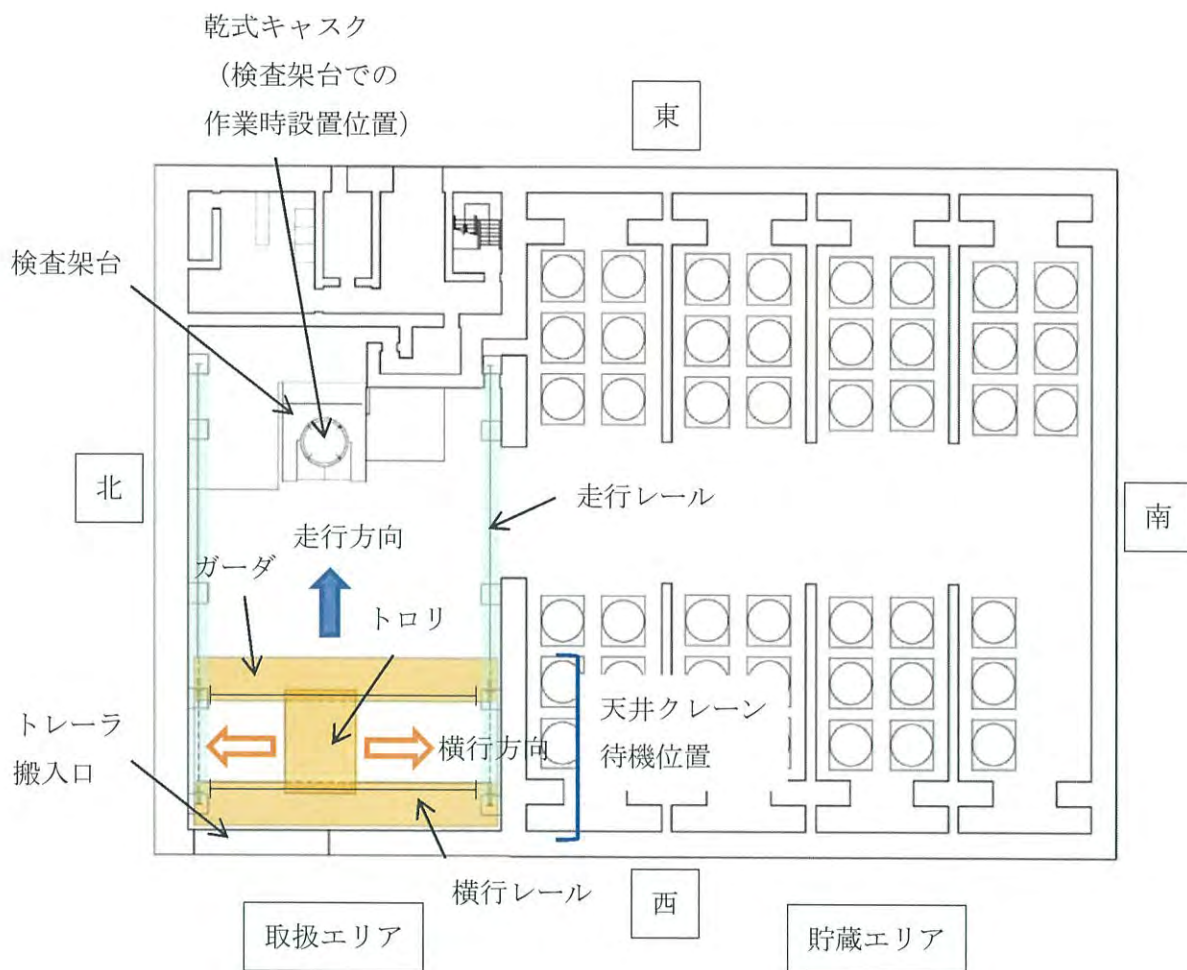 乾式キャスク
（検査架台での
作業時設置位置）
東
検査架台
北
走行レール
南
走行方向
ガーダ
トロリ
トレーラ
搬入口
横行方向
天井クレーン
待機位置
横行レール
西
取扱エリア
貯蔵エリア